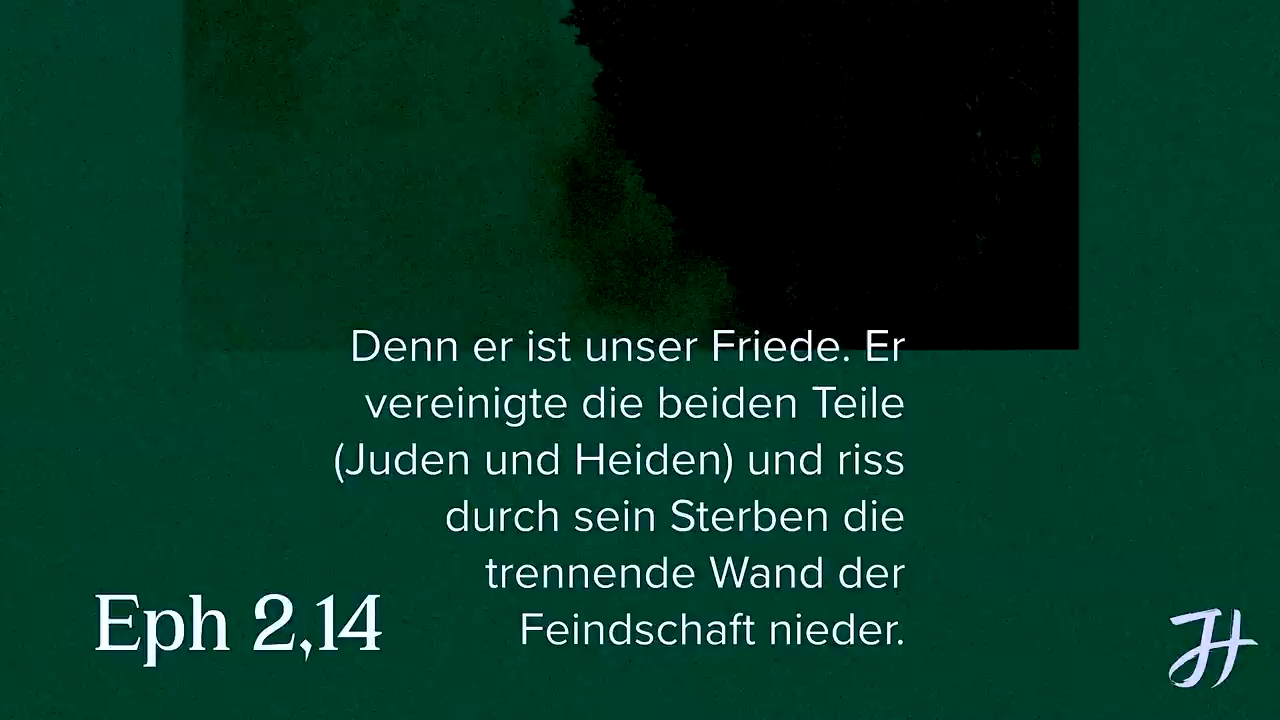 Denn er ist unser Friede. Er
vereinigte die beiden Teile
(Juden und Heiden) und riss
durch sein Sterben die
trennende Wand der
Feindschaft nieder.
Eph 2,14
JH